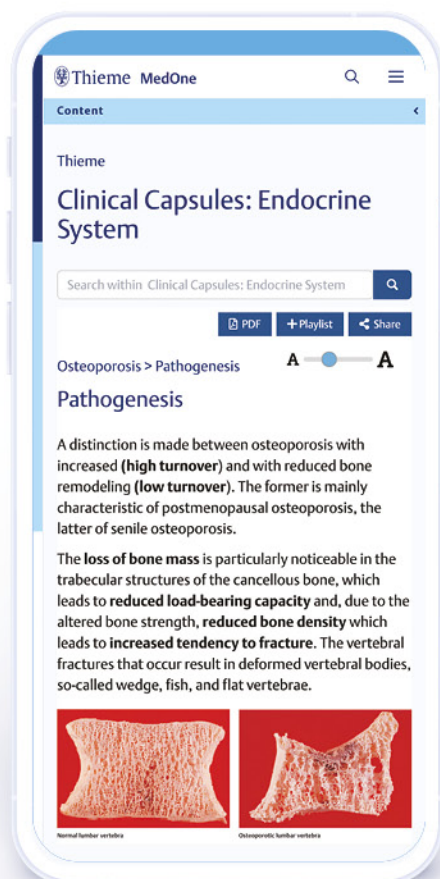 Thieme MedOne
Content
Thieme
Clinical Capsules: Endocrine
System
Search within Clinical Capsules: Endocrine System
PDF +Playlist Share
Osteoporosis > Pathogenesis A A
Pathogenesis
A distinction is made between osteoporosis with
increased (high turnover) and with reduced bone
remodeling (low turnover). The former is mainly
characteristic of postmenopausal osteoporosis, the
latter of senile osteoporosis.
The loss of bone mass is particularly noticeable in the
trabecular structures of the cancellous bone, which
leads to reduced load-bearing capacity and, due to the
altered bone strength, reduced bone density which
leads to increased tendency to fracture. The vertebral
fractures that occur result in deformed vertebral bodies,
so-called wedge, fish, and flat vertebrae.
Normal lumbar vertebra Osteoporotic lumbar vertebra